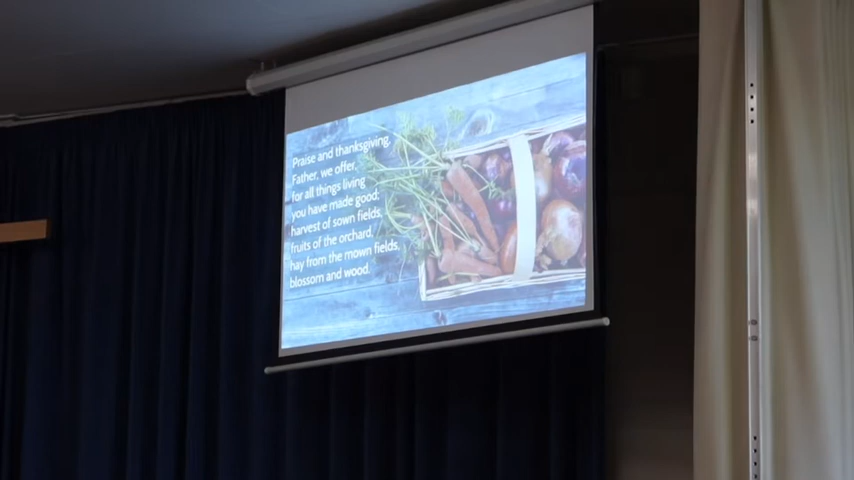 Praise and thanksgiving,
Father, we offer,
for all things living
you have made good:
harvest of sown fields,
fruits of the orchard,
hay from the mown fields,
blossom and wood.